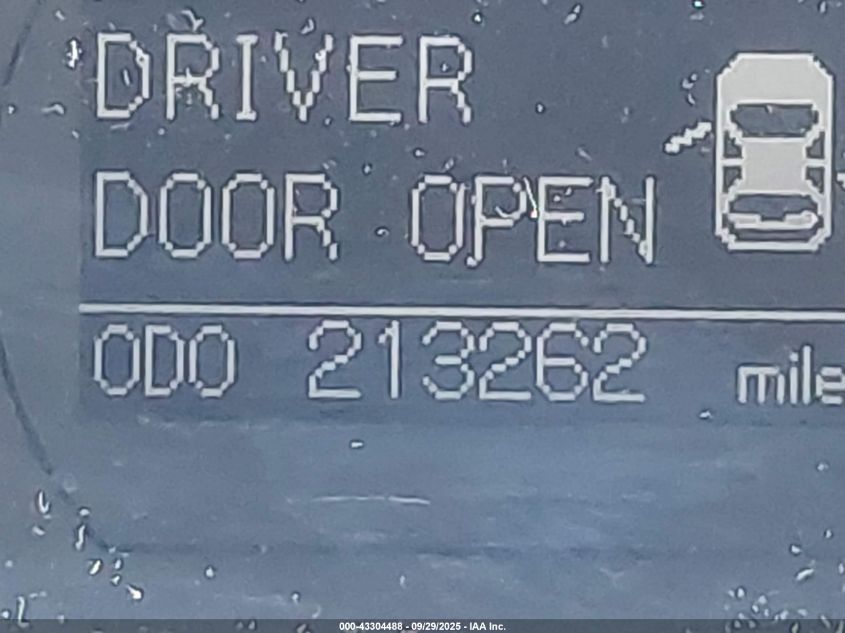 DRIVER
DOOR OPEN
ODO 213262 mile
000-43304488 - 09/29/2025 - IAA Inc.